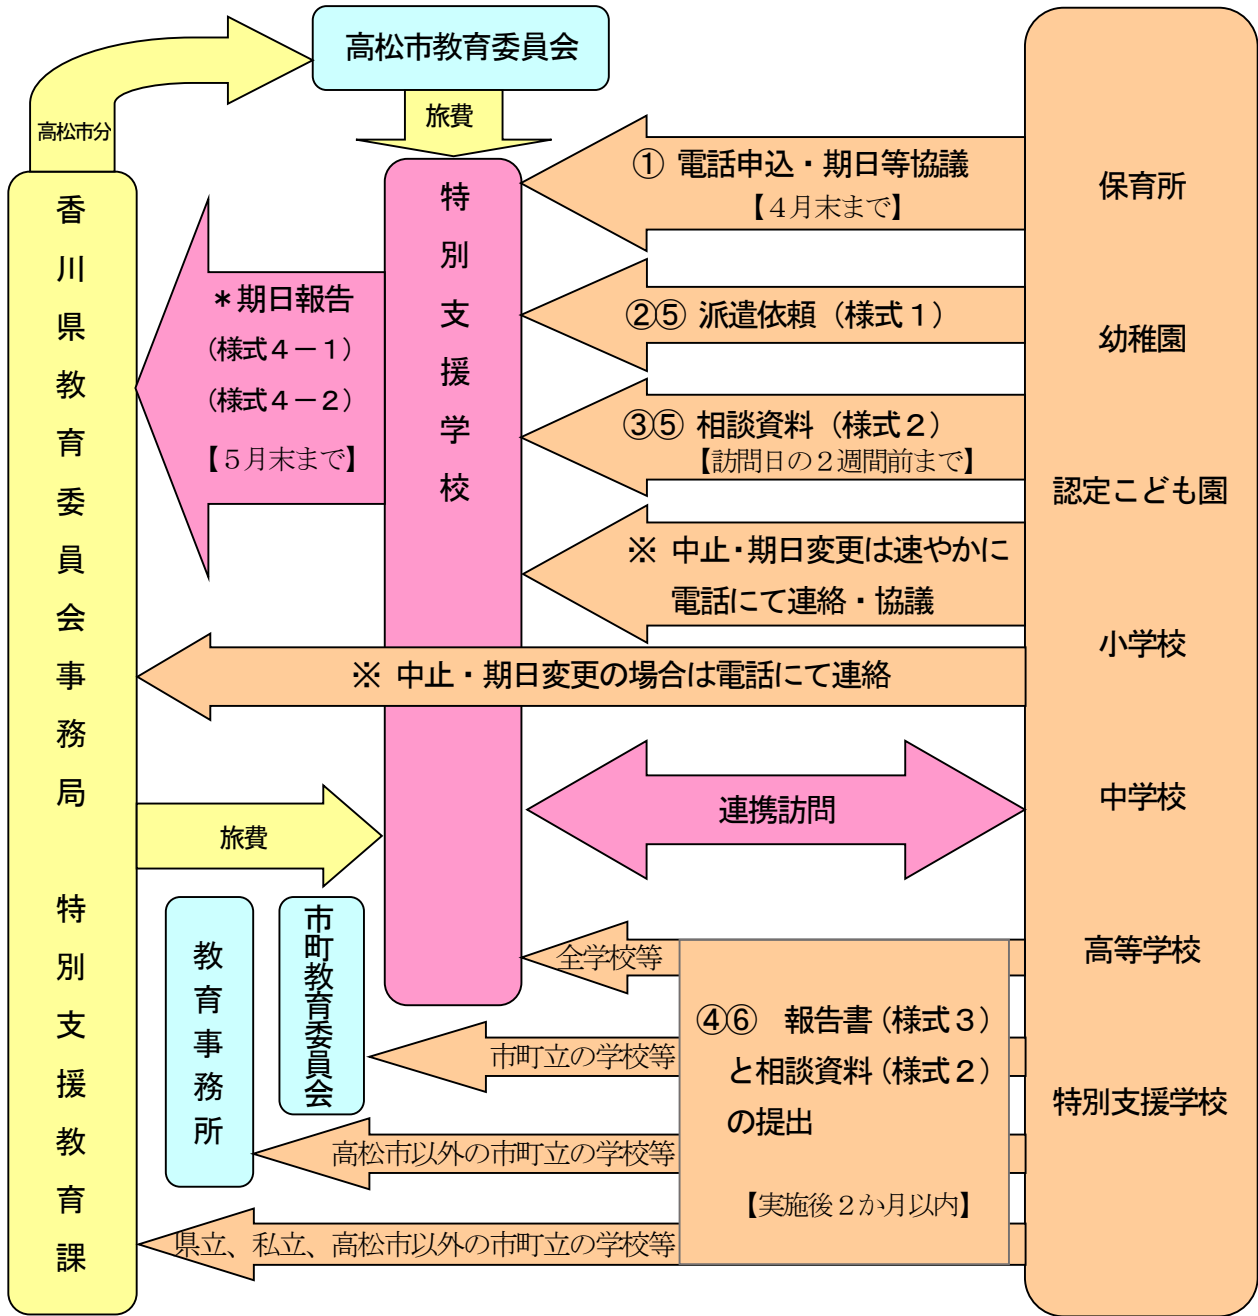 高松市教育委員会
高松市分
旅費
香川県教育委員会事務局　特別支援教育課
特別支援学校
① 電話申込・期日等協議
【４月末まで】
②⑤ 派遣依頼（様式１）
③⑤ 相談資料（様式２）
【訪問日の２週間前まで】
※ 中止・期日変更は速やかに
電話にて連絡・協議
※ 中止・期日変更の場合は電話にて連絡
＊期日報告
（様式４－１）
（様式４－２）
【５月末まで】
連携訪問
旅費
教育事務所
市町教育委員会
全学校等
市町立の学校等
高松市以外の市町立の学校等
県立、私立、高松市以外の市町立の学校等
④⑥　報告書（様式３）
と相談資料（様式２）
の提出
【実施後２か月以内】
保育所
幼稚園
認定こども園
小学校
中学校
高等学校
特別支援学校